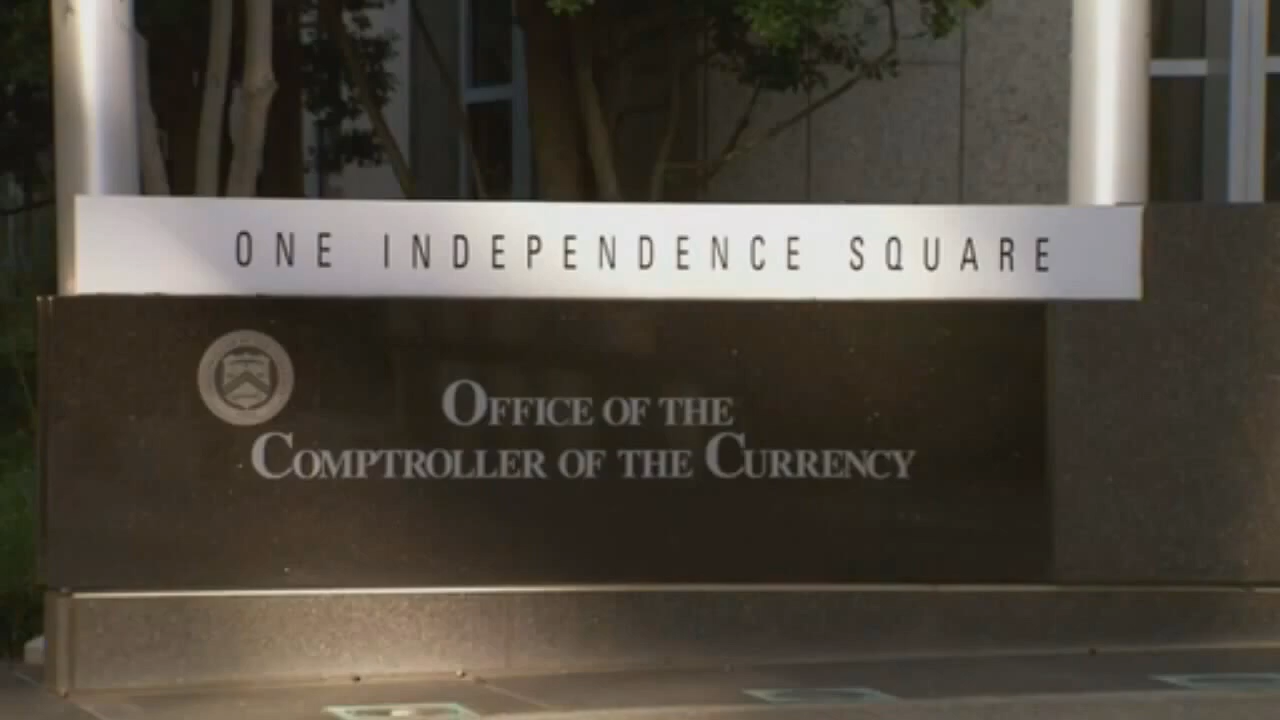 ONE INDEPENDENCE SQUARE
OFFICE OF THE
COMPTROLLER OF THE CURRENCY